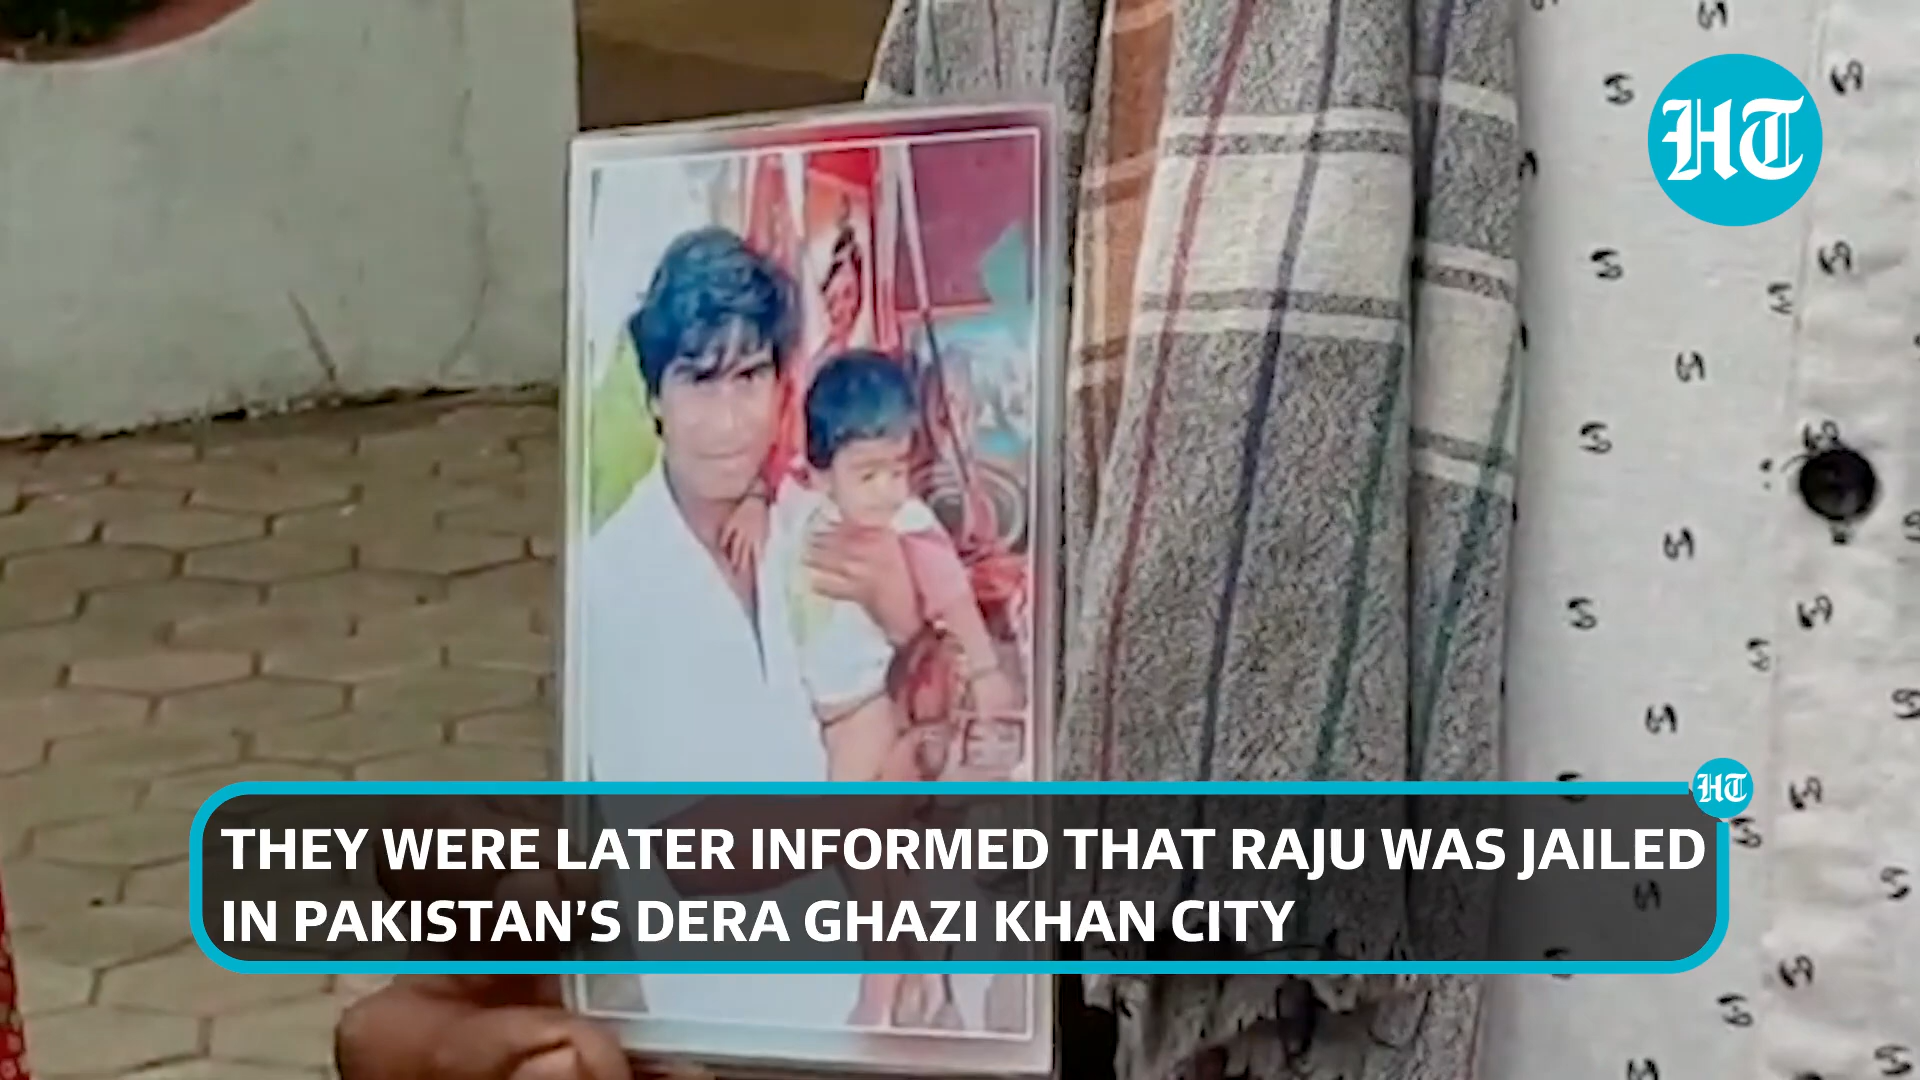 HT
HT
THEY WERE LATER INFORMED THAT RAJU WAS JAILED
IN PAKISTAN'S DERA GHAZI KHAN CITY